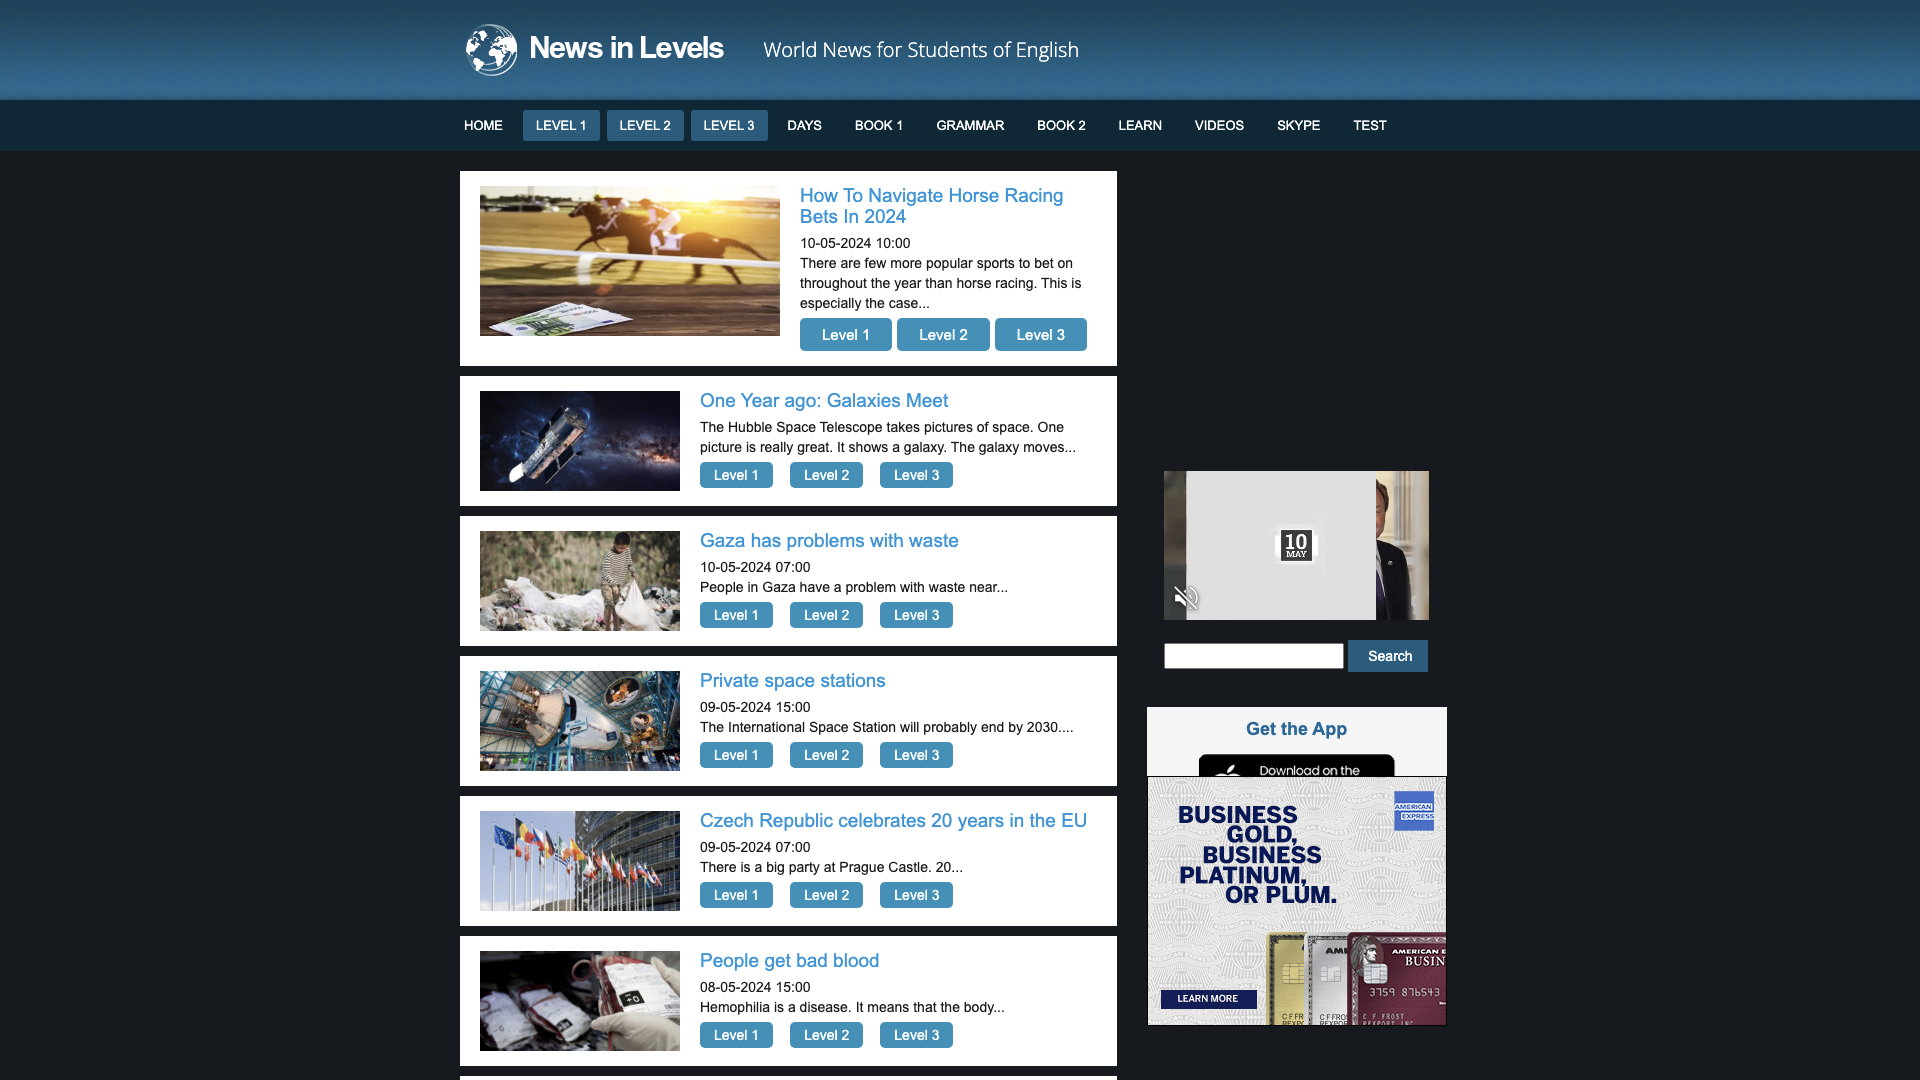 News in Levels
World News for Students of English
HOME LEVEL 1 LEVEL 2 LEVEL 3 DAYS BOOK 1 GRAMMAR BOOK 2 LEARN VIDEOS SKYPE TEST
How To Navigate Horse Racing
Bets In 2024
10-05-2024 10:00
There are few more popular sports to bet on
throughout the year than horse racing. This is
especially the case...
Level 1 Level 2 Level 3
One Year ago: Galaxies Meet
The Hubble Space Telescope takes pictures of space. One
picture is really great. It shows a galaxy. The galaxy moves...
Level 1 Level 2 Level 3
Gaza has problems with waste
10-05-2024 07:00
People in Gaza have a problem with waste near...
Level 1 Level 2 Level 3
Private space stations
09-05-2024 15:00
The International Space Station will probably end by 2030....
Level 1 Level 2 Level 3
Czech Republic celebrates 20 years in the EU
09-05-2024 07:00
There is a big party at Prague Castle. 20...
Level 1 Level 2 Level 3
People get bad blood
08-05-2024 15:00
Hemophilia is a disease. It means that the body...
Level 1 Level 2 Level 3
10
MAY
Search
Get the App
Download on the
BUSINESS
GOLD,
BUSINESS
PLATINUM,
OR PLUM.
AMERICAN
EXPRESS
AMERICAN E
BUSIN
3759 876543
C F FROST
LEARN MORE